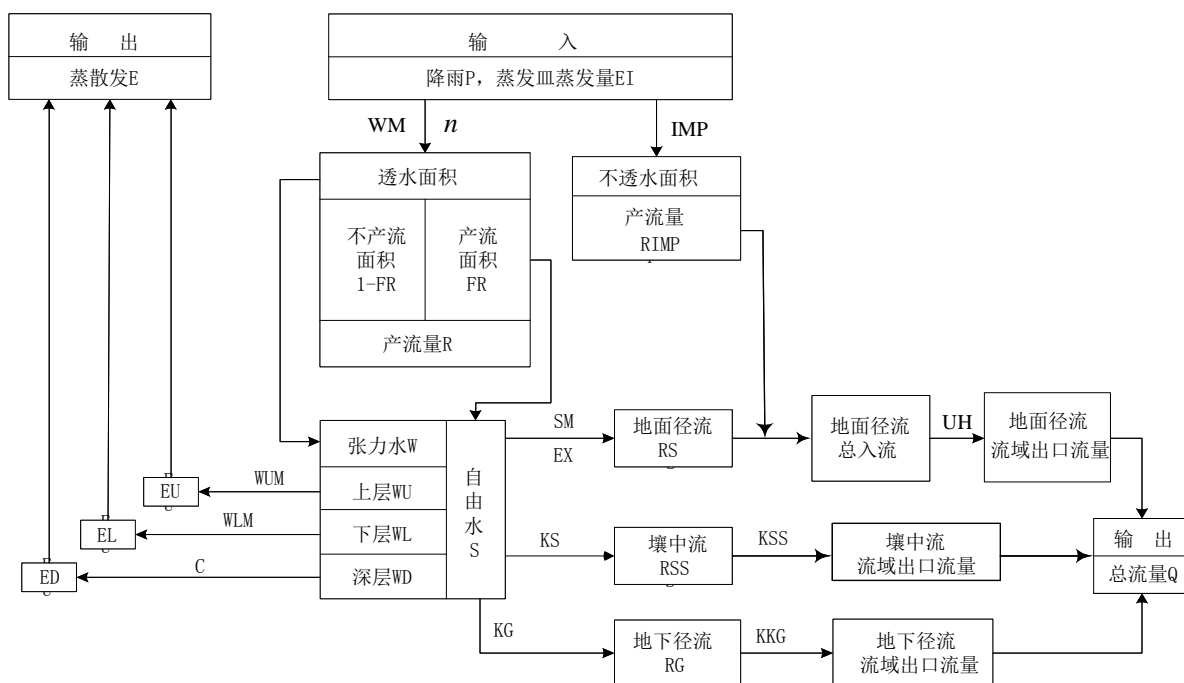 输 出
蒸散发E
输 入
降雨P, 蒸发皿蒸发量EI
WM
n
IMP
透水面积
不产流
面积
1-FR
产流
面积
FR
产流量R
不透水面积
产流量
RIMP
张力水W
上层WU
下层WL
深层WD
自
由
水
S
WUM
EU
WLM
EL
C
ED
SM
EX
地面径流
RS
地面径流
总入流
UH
地面径流
流域出口流量
KS
壤中流
RSS
KSS
壤中流
流域出口流量
输 出
总流量Q
KG
地下径流
RG
KKG
地下径流
流域出口流量